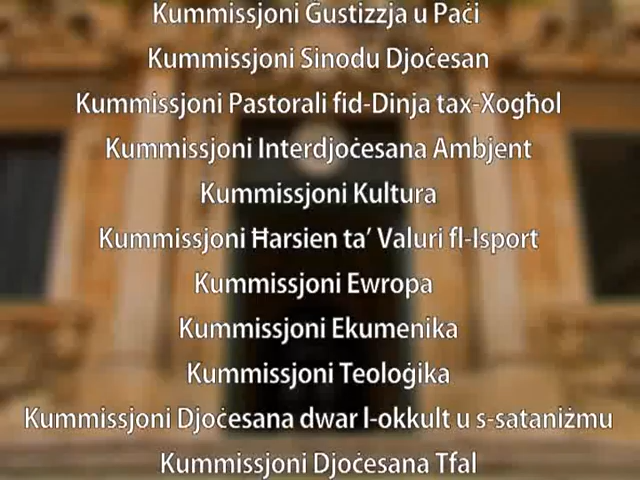 Kummissjoni Ġustizzja u Paċi
Kummissjoni Sinodu Djoċesan
Kummissjoni Pastorali fid-Dinja tax-Xogħol
Kummissjoni Interdjoċesana Ambjent
Kummissjoni Kultura
Kummissjoni Ħarsien ta’ Valuri fl-Isport
Kummissjoni Ewropa
Kummissjoni Ekumenika
Kummissjoni Teoloġika
Kummissjoni Djoċesana dwar l-okkult u s-sataniżmu
Kummissjoni Djoċesana Tfal